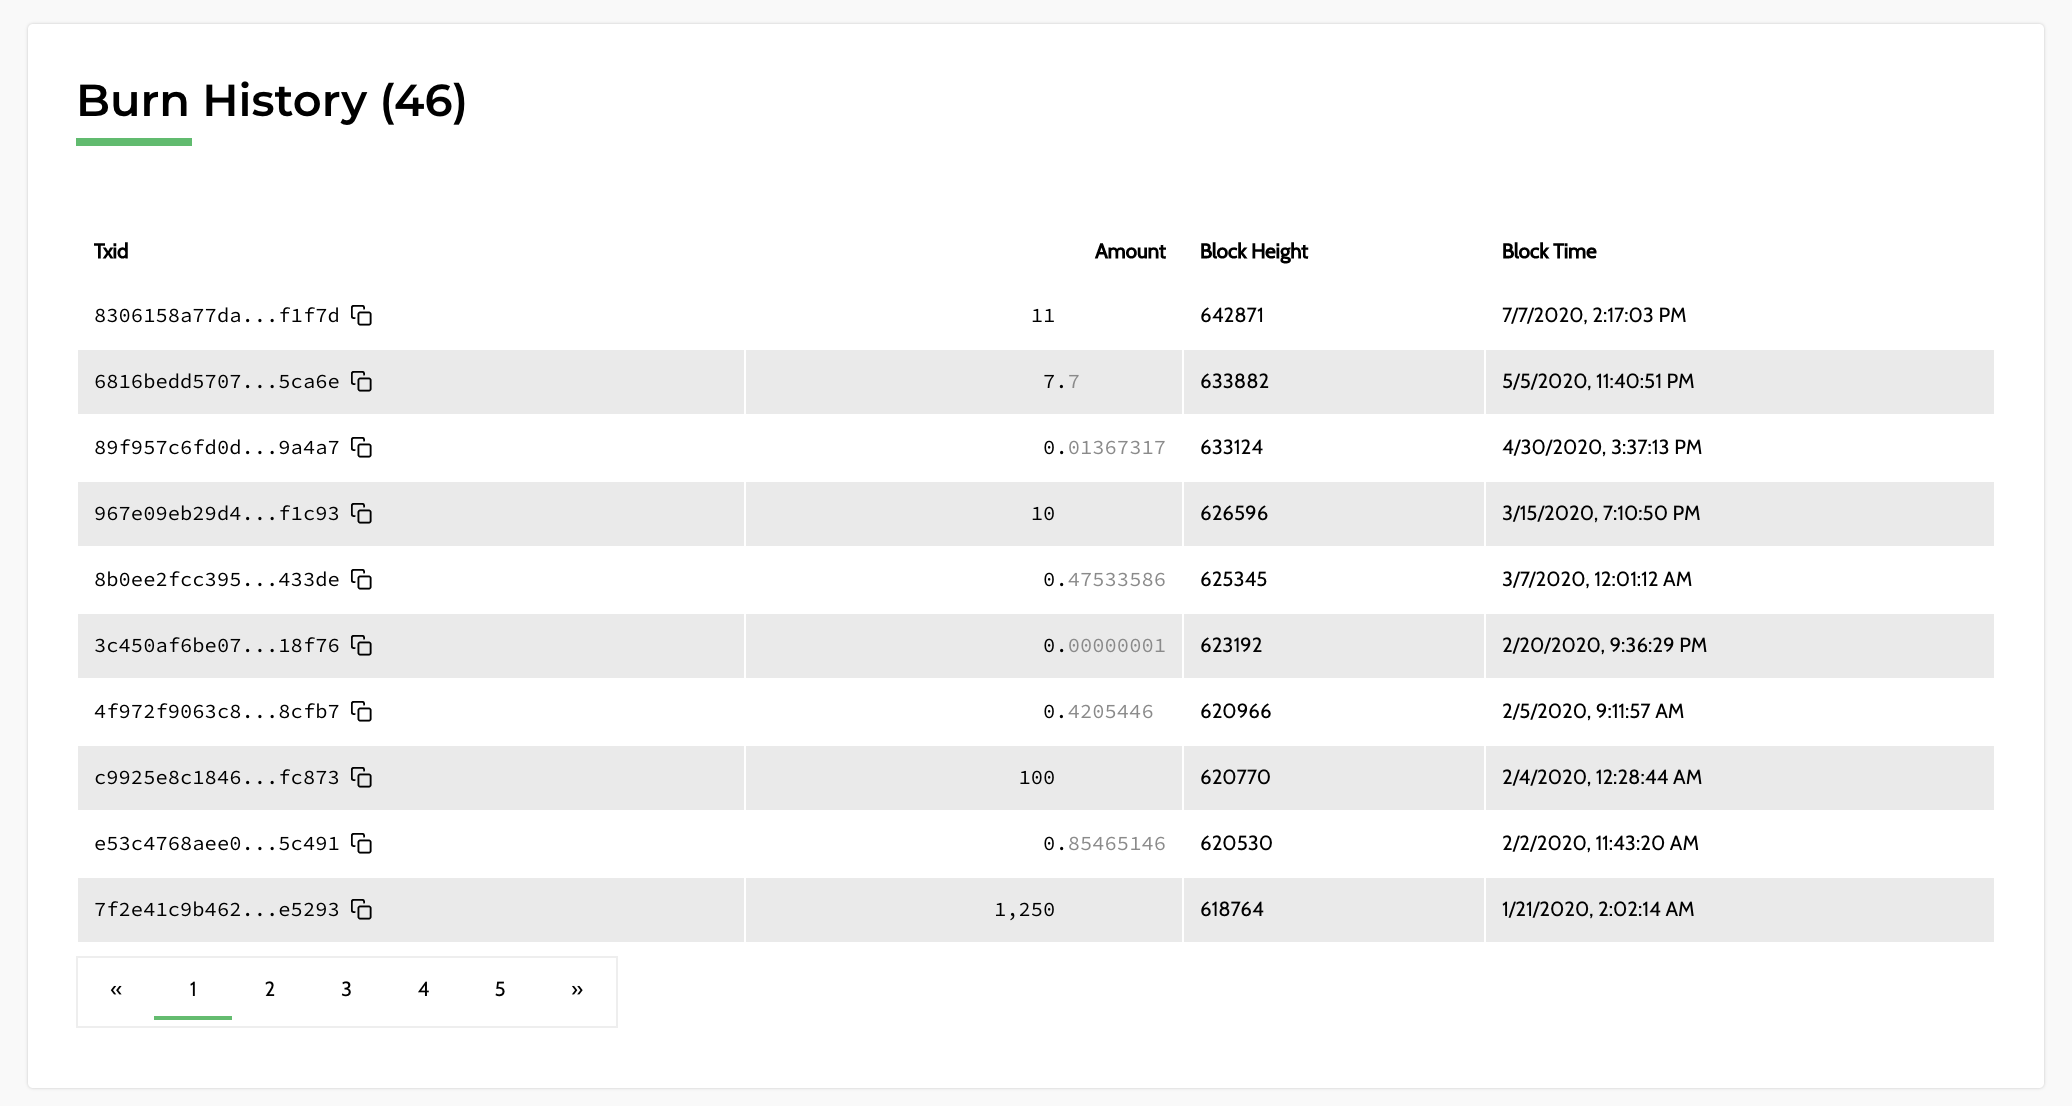 Burn History (46)
Txid Amount Block Height Block Time
8306158a77da...f1f7d 11 642871 7/7/2020, 2:17:03 PM
6816bedd5707...5ca6e 7.7 633882 5/5/2020, 11:40:51 PM
89f957c6fd0d...9a4a7 0.01367317 633124 4/30/2020, 3:37:13 PM
967e09eb29d4...f1c93 10 626596 3/15/2020, 7:10:50 PM
8b0ee2fcc395...433de 0.47533586 625345 3/7/2020, 12:01:12 AM
3c450af6be07...18f76 0.00000001 623192 2/20/2020, 9:36:29 PM
4f972f9063c8...8cfb7 0.4205446 620966 2/5/2020, 9:11:57 AM
c9925e8c1846...fc873 100 620770 2/4/2020, 12:28:44 AM
e53c4768aee0...5c491 0.85465146 620530 2/2/2020, 11:43:20 AM
7f2e41c9b462...e5293 1,250 618764 1/21/2020, 2:02:14 AM
« 1 2 3 4 5 »